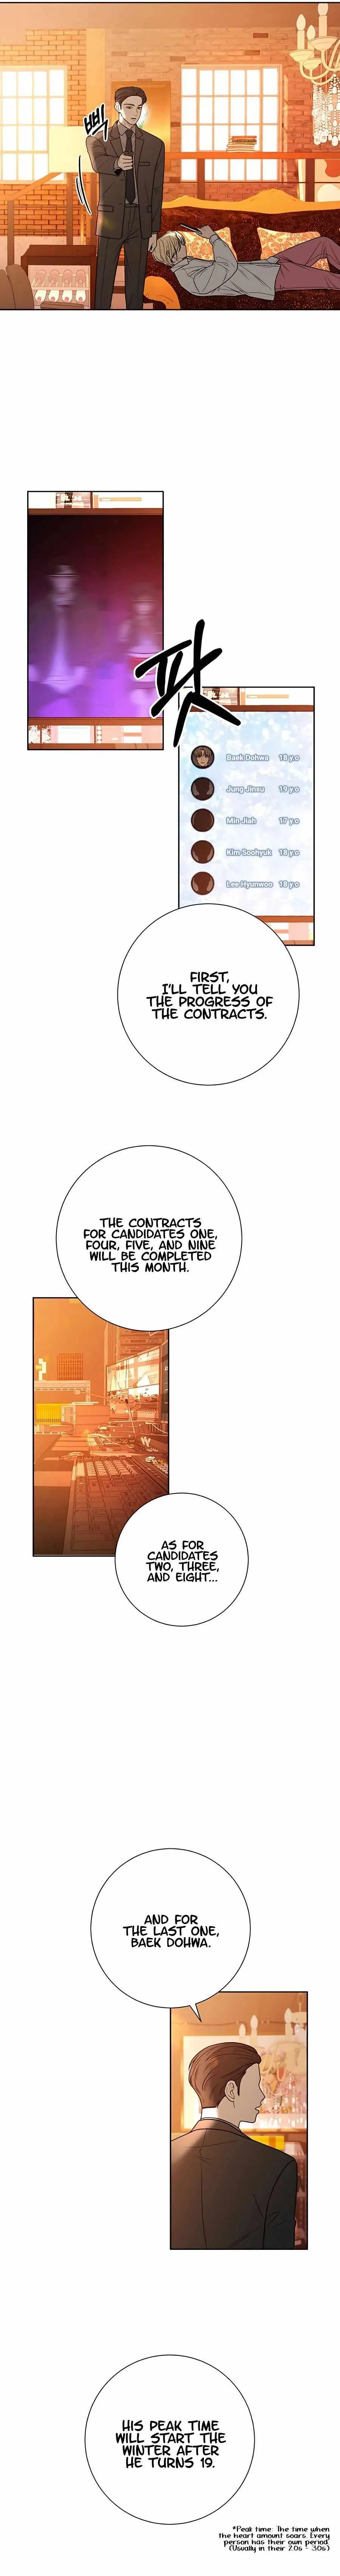 삑
팟
Baek Dohwa 18 y.o
Jung Jinsu 19 y.o
Min Jiah 17 y.o
Kim Soohyuk 18 y.o
Lee Hyunwoo 18 y.o
FIRST,
I'LL TELL YOU
THE PROGRESS OF
THE CONTRACTS.
THE CONTRACTS
FOR CANDIDATES ONE,
FOUR, FIVE, AND NINE
WILL BE COMPLETED
THIS MONTH.
AS FOR
CANDIDATES
TWO, THREE,
AND EIGHT...
AND FOR
THE LAST ONE,
BAEK DOHWA.
HIS PEAK TIME
WILL START THE
WINTER AFTER
HE TURNS 19.
*Peak time: The time when
the heart amount soars. Every
person has their own period.
(Usually in their 20s - 30s)